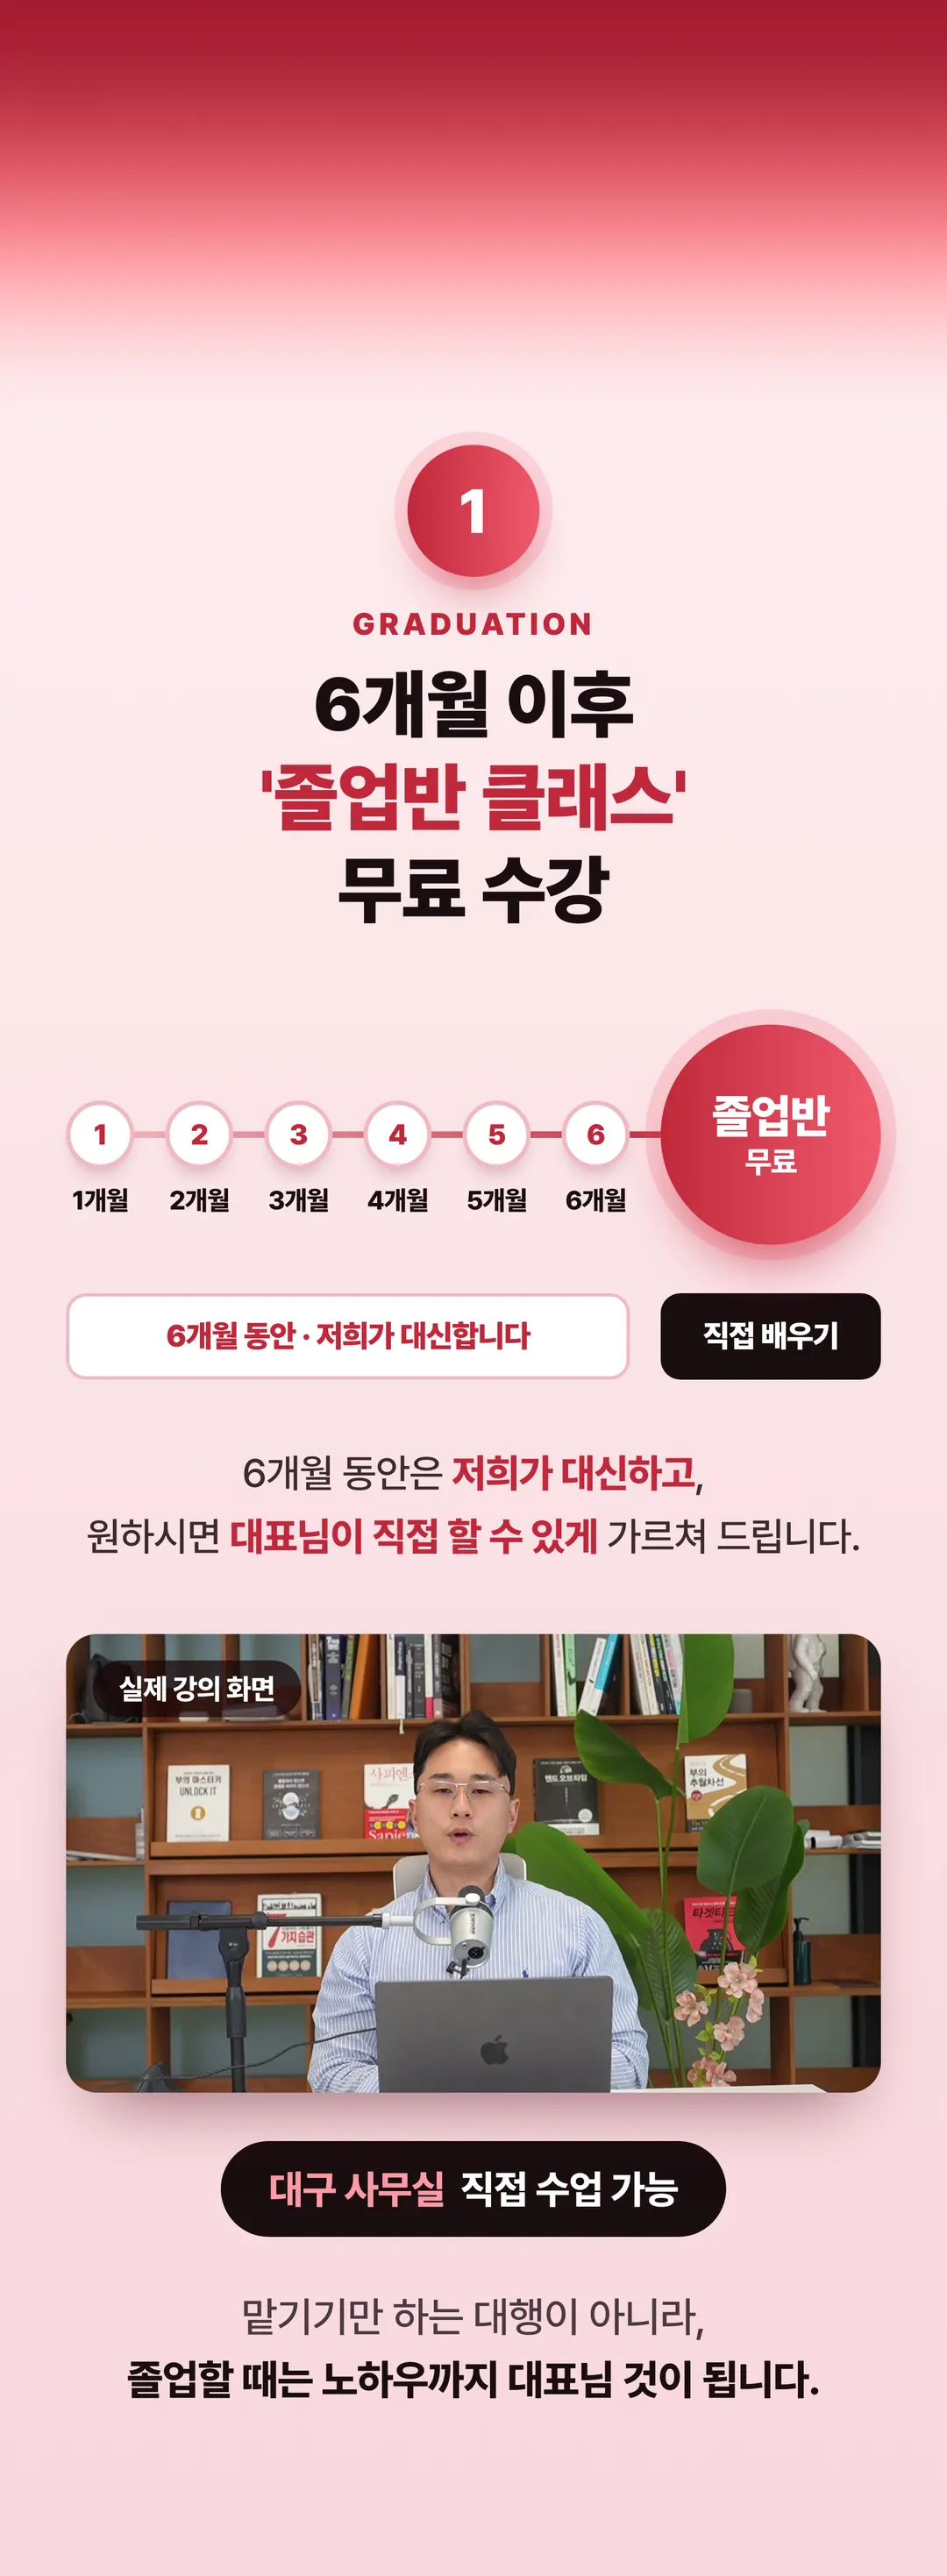 1
GRADUATION
6개월 이후
'졸업반 클래스'
무료 수강
1 2 3 4 5 6
졸업반
무료
1개월 2개월 3개월 4개월 5개월 6개월
6개월 동안 · 저희가 대신합니다
직접 배우기
6개월 동안은 저희가 대신하고,
원하시면 대표님이 직접 할 수 있게 가르쳐 드립니다.
실제 강의 화면
부의 마스터키
UNLOCK IT
사피엔
Sapie
핸드오브타임
부의
추월차선
7
가지 습관
타겟티
대구 사무실 직접 수업 가능
맡기기만 하는 대행이 아니라,
졸업할 때는 노하우까지 대표님 것이 됩니다.